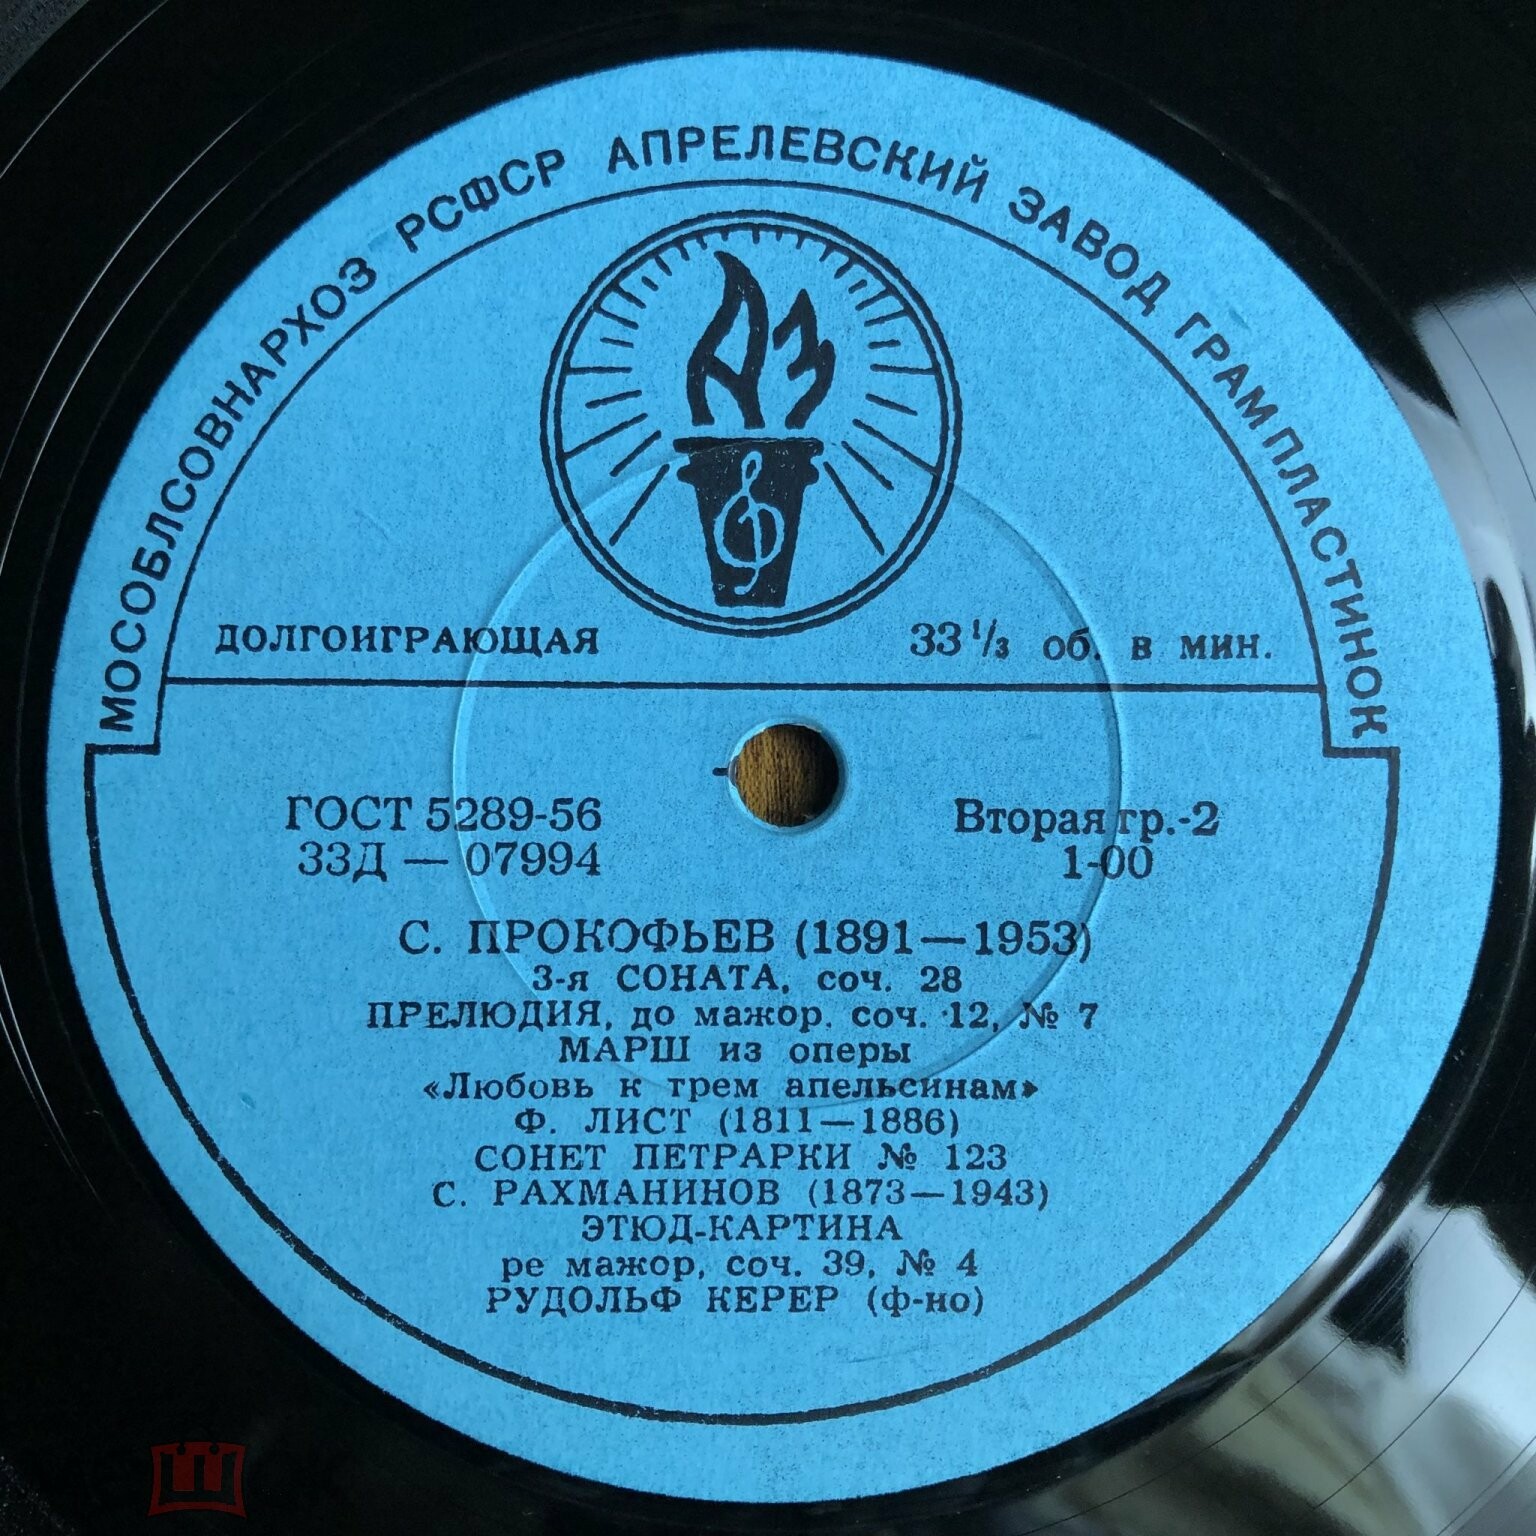 МОСОБЛСОВНАРХОЗ РСФСР АПРЕЛЕВСКИЙ ЗАВОД ГРАМПЛАСТИНОК
АЗ
ДОЛГОИГРАЮЩАЯ 33 1/3 об. в мин.
ГОСТ 5289-56 Вторая гр.-2
33Д — 07994 1-00
С. ПРОКОФЬЕВ (1891—1953)
3-я СОНАТА, соч. 28
ПРЕЛЮДИЯ, до мажор. соч. 12, № 7
МАРШ из оперы
«Любовь к трем апельсинам»
Ф. ЛИСТ (1811—1886)
СОНЕТ ПЕТРАРКИ № 123
С. РАХМАНИНОВ (1873—1943)
ЭТЮД-КАРТИНА
ре мажор, соч. 39, № 4
РУДОЛЬФ КЕРЕР (ф-но)